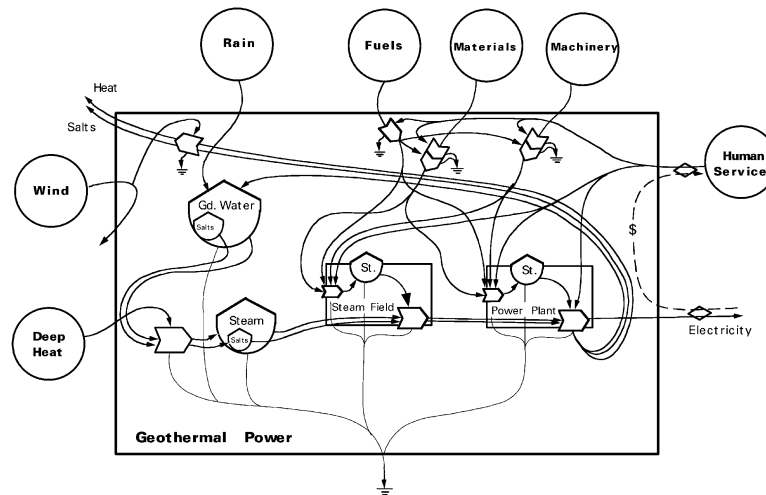 Rain
Fuels
Materials
Machinery
Heat
Salts
Human
Service
Wind
Gd. Water
Salts
$
St.
St.
Steam Field
Power Plant
Steam
Salts
Deep
Heat
Electricity
Geothermal Power